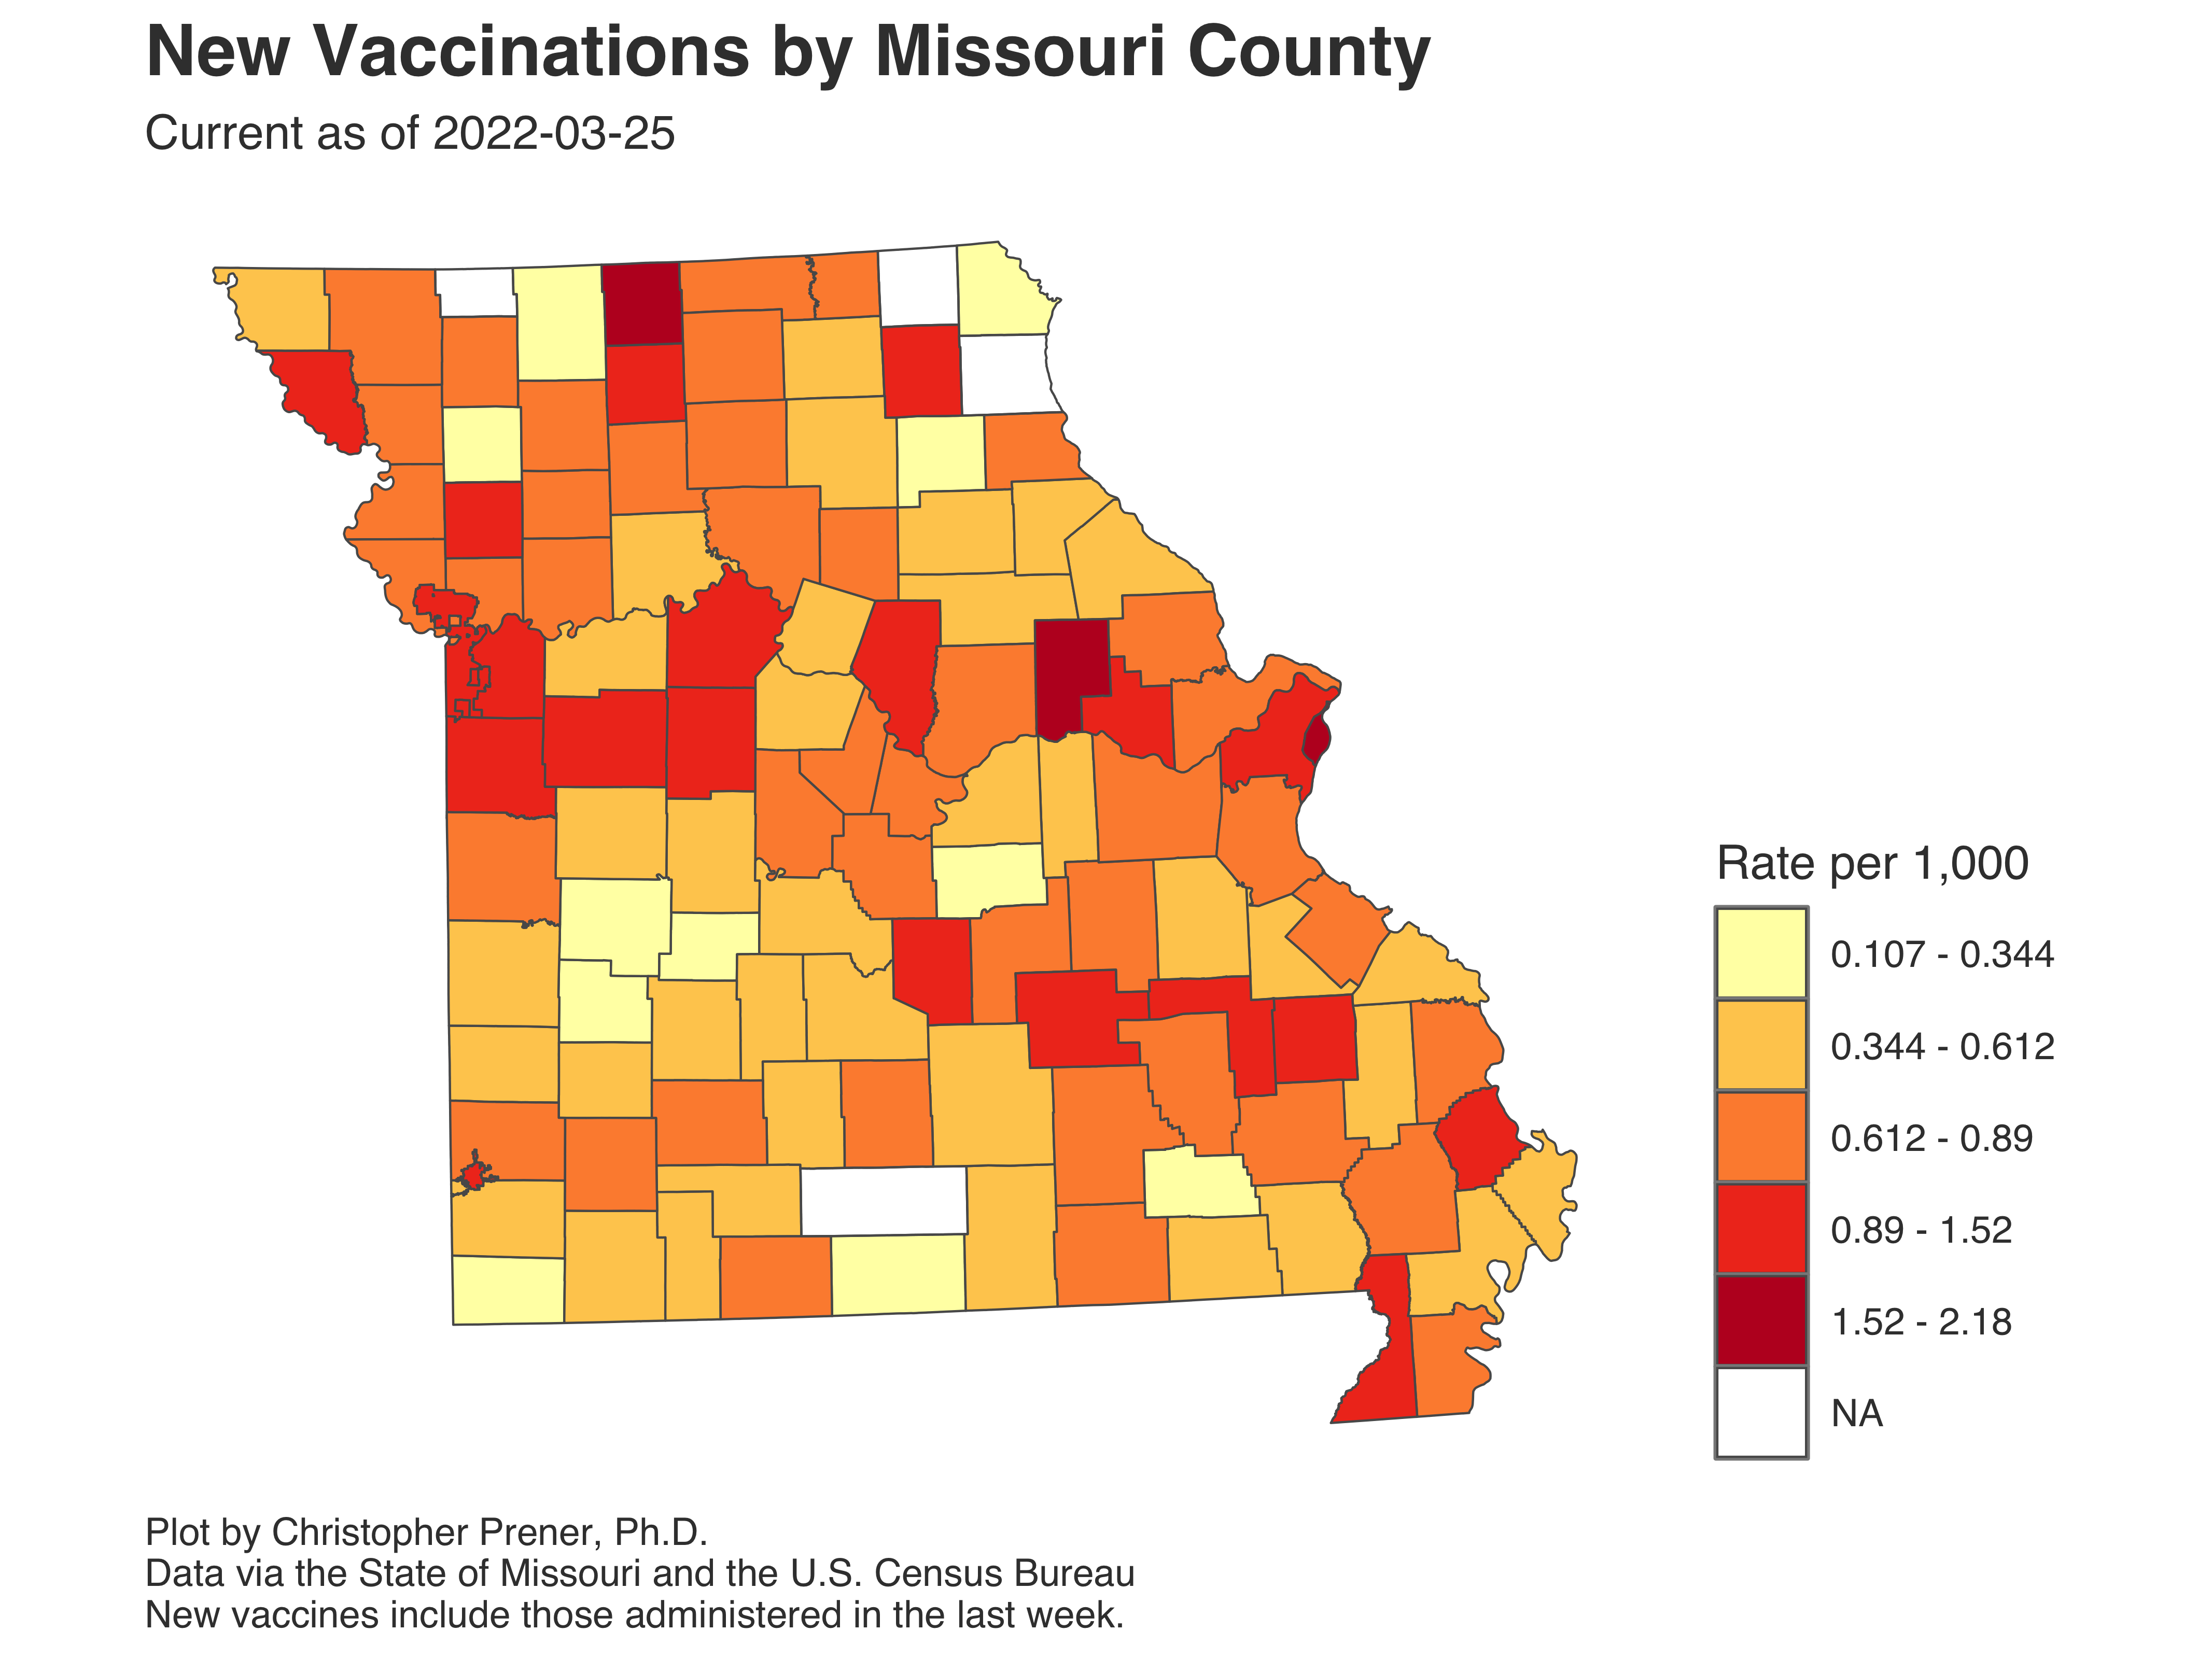 New Vaccinations by Missouri County
Current as of 2022-03-25
Rate per 1,000
0.107 - 0.344
0.344 - 0.612
0.612 - 0.89
0.89 - 1.52
1.52 - 2.18
NA
Plot by Christopher Prener, Ph.D.
Data via the State of Missouri and the U.S. Census Bureau
New vaccines include those administered in the last week.